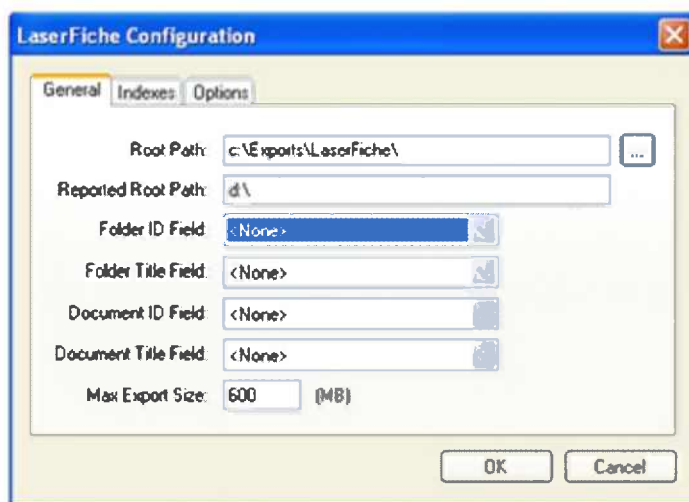 LaserFiche Configuration
General Indexes Options
Root Path: c:\Exports\LaserFiche\ ...
Reported Root Path: d:\
Folder ID Field: <None>
Folder Title Field: <None>
Document ID Field: <None>
Document Title Field: <None>
Max Export Size: 600 (MB)
OK Cancel